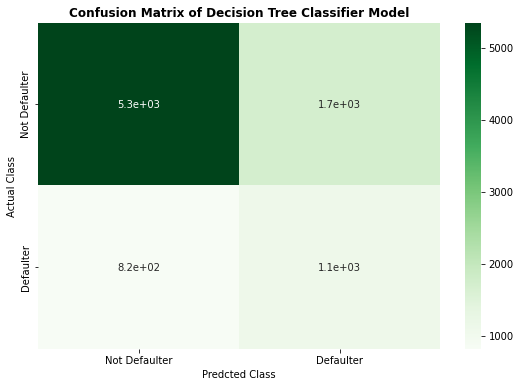 Confusion Matrix of Decision Tree Classifier Model
Actual Class
Not Defaulter
5.3e+03
1.7e+03
Defaulter
8.2e+02
1.1e+03
Not Defaulter
Defaulter
Predcted Class
5000
4000
3000
2000
1000